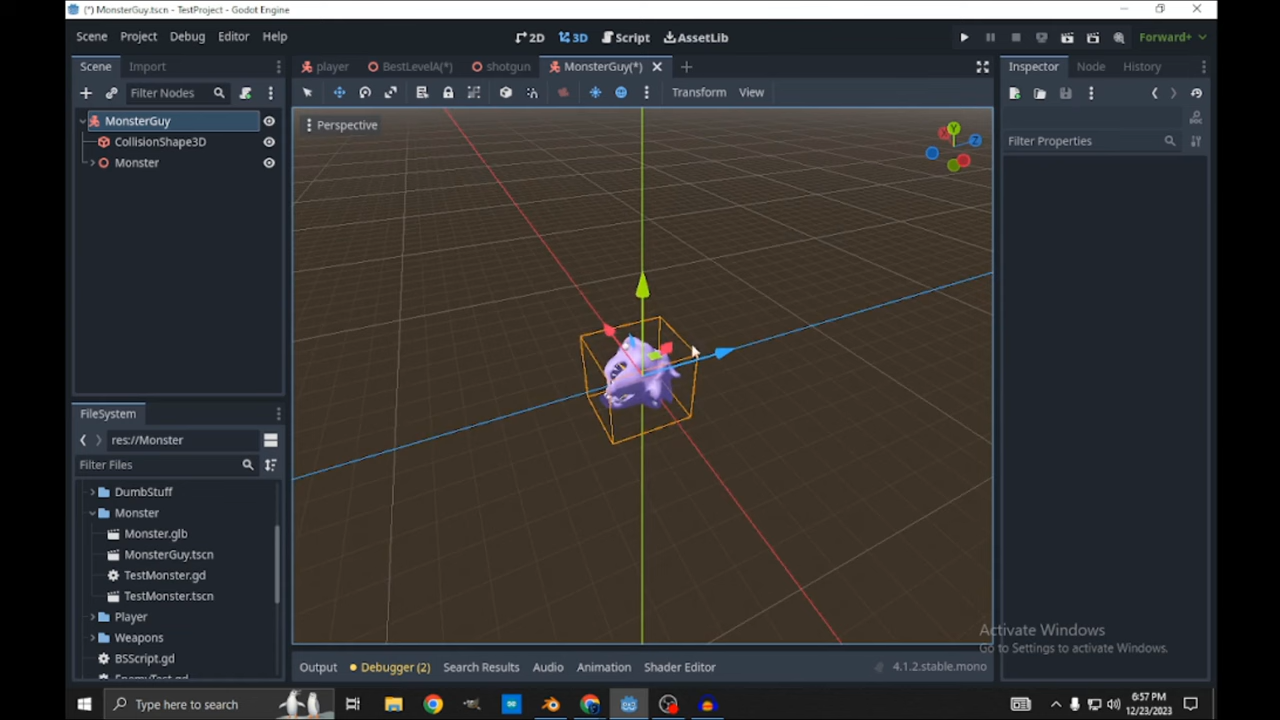 (*) MonsterGuy.tscn - TestProject - Godot Engine
Scene Project Debug Editor Help
2D 3D Script AssetLib
Forward+
Scene Import
player BestLevelA(*) shotgun MonsterGuy(*)
Inspector Node History
Filter Nodes
Transform View
MonsterGuy
CollisionShape3D
Monster
Perspective
Y
X
Z
DOC
Filter Properties
FileSystem
res://Monster
Filter Files
DumbStuff
Monster
Monster.glb
MonsterGuy.tscn
TestMonster.gd
TestMonster.tscn
Player
Weapons
BSScript.gd
EnemyTest.gd
Activate Windows
Go to Settings to activate Windows.
Output Debugger (2) Search Results Audio Animation Shader Editor
4.1.2.stable.mono
Type here to search
6:57 PM
12/23/2023